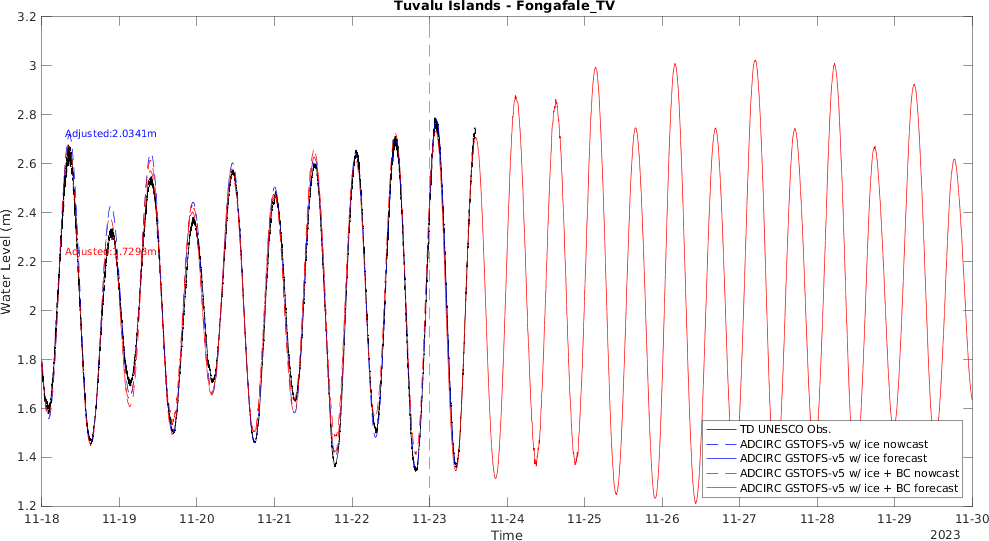 Tuvalu Islands - Fongafale_TV
3.2
3
2.8
2.6
2.4
2.2
2
1.8
1.6
1.4
1.2
Water Level (m)
Adjusted:2.0341m
Adjusted:1.7293m
TD UNESCO Obs.
ADCIRC GSTOFS-v5 w/ ice nowcast
ADCIRC GSTOFS-v5 w/ ice forecast
ADCIRC GSTOFS-v5 w/ ice + BC nowcast
ADCIRC GSTOFS-v5 w/ ice + BC forecast
11-18 11-19 11-20 11-21 11-22 11-23 11-24 11-25 11-26 11-27 11-28 11-29 11-30
Time
2023